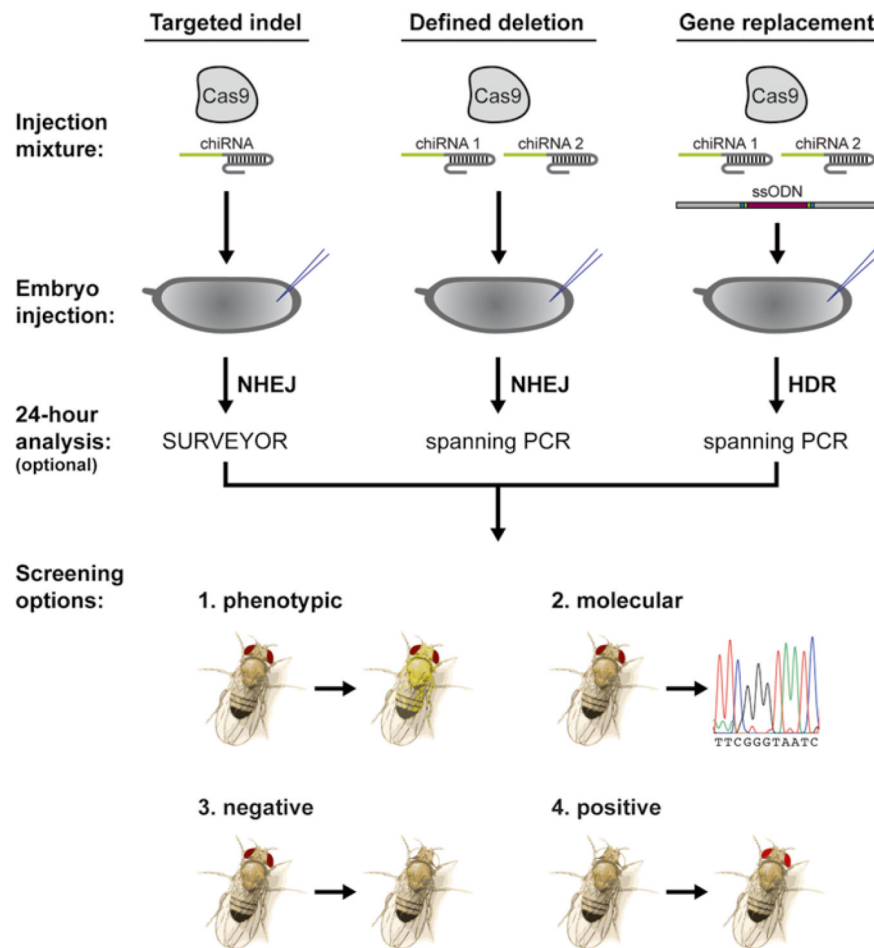 Targeted indel Defined deletion Gene replacement
Cas9 Cas9 Cas9
Injection
mixture:
chiRNA chiRNA 1 chiRNA 2 chiRNA 1 chiRNA 2
ssODN
Embryo
injection:
NHEJ NHEJ HDR
24-hour
analysis:
(optional)
SURVEYOR spanning PCR spanning PCR
Screening
options:
1. phenotypic 2. molecular
TTCGGGTAATC
3. negative 4. positive